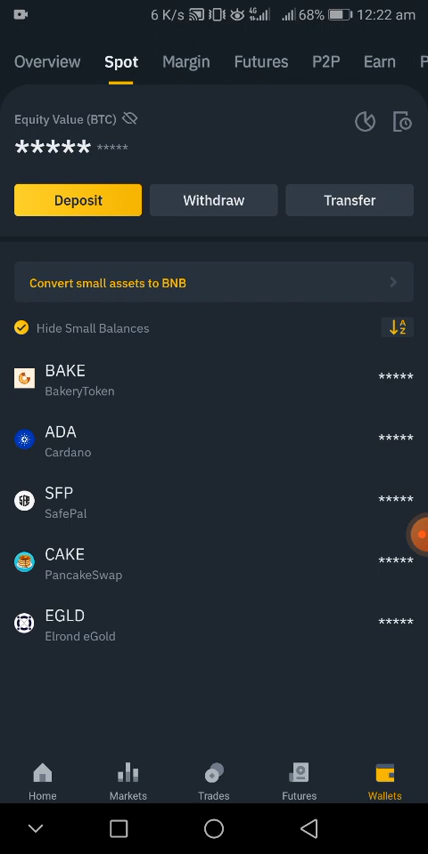 6 K/s 4G 68% 12:22 am
Overview Spot Margin Futures P2P Earn P
Equity Value (BTC)
***** *****
Deposit Withdraw Transfer
Convert small assets to BNB
Hide Small Balances A Z
BAKE *****
BakeryToken
ADA *****
Cardano
SFP *****
SafePal
CAKE *****
PancakeSwap
EGLD *****
Elrond eGold
Home Markets Trades Futures Wallets